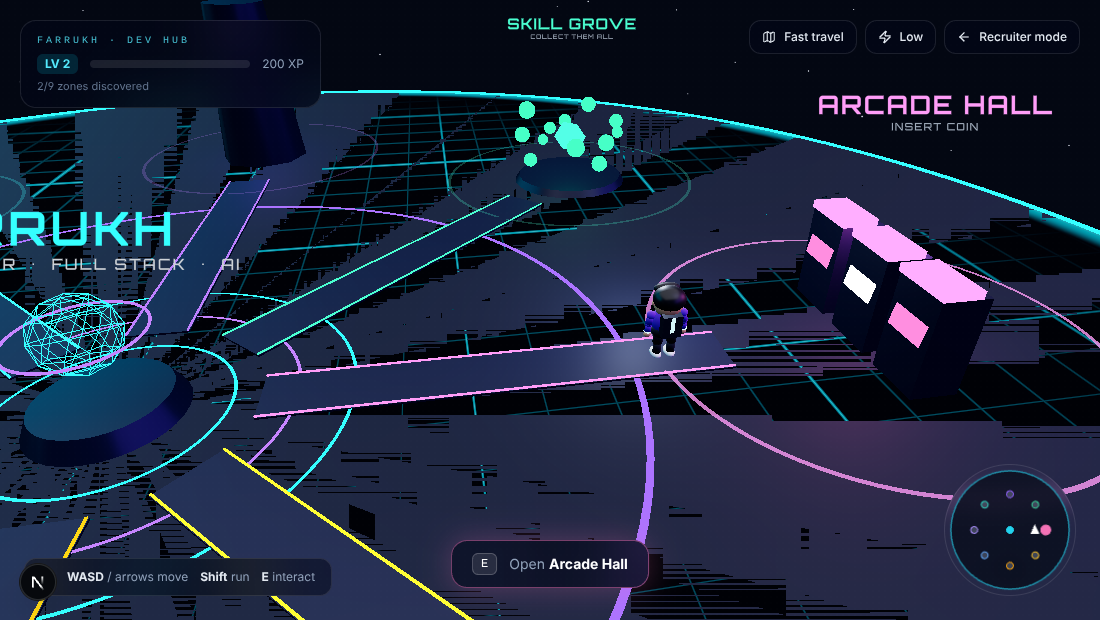 FARRUKH · DEV HUB
LV 2
200 XP
2/9 zones discovered
SKILL GROVE
COLLECT THEM ALL
Fast travel
Low
Recruiter mode
ARCADE HALL
INSERT COIN
RRUKH
R · FULL STACK · AI
E Open Arcade Hall
N
WASD / arrows move Shift run E interact